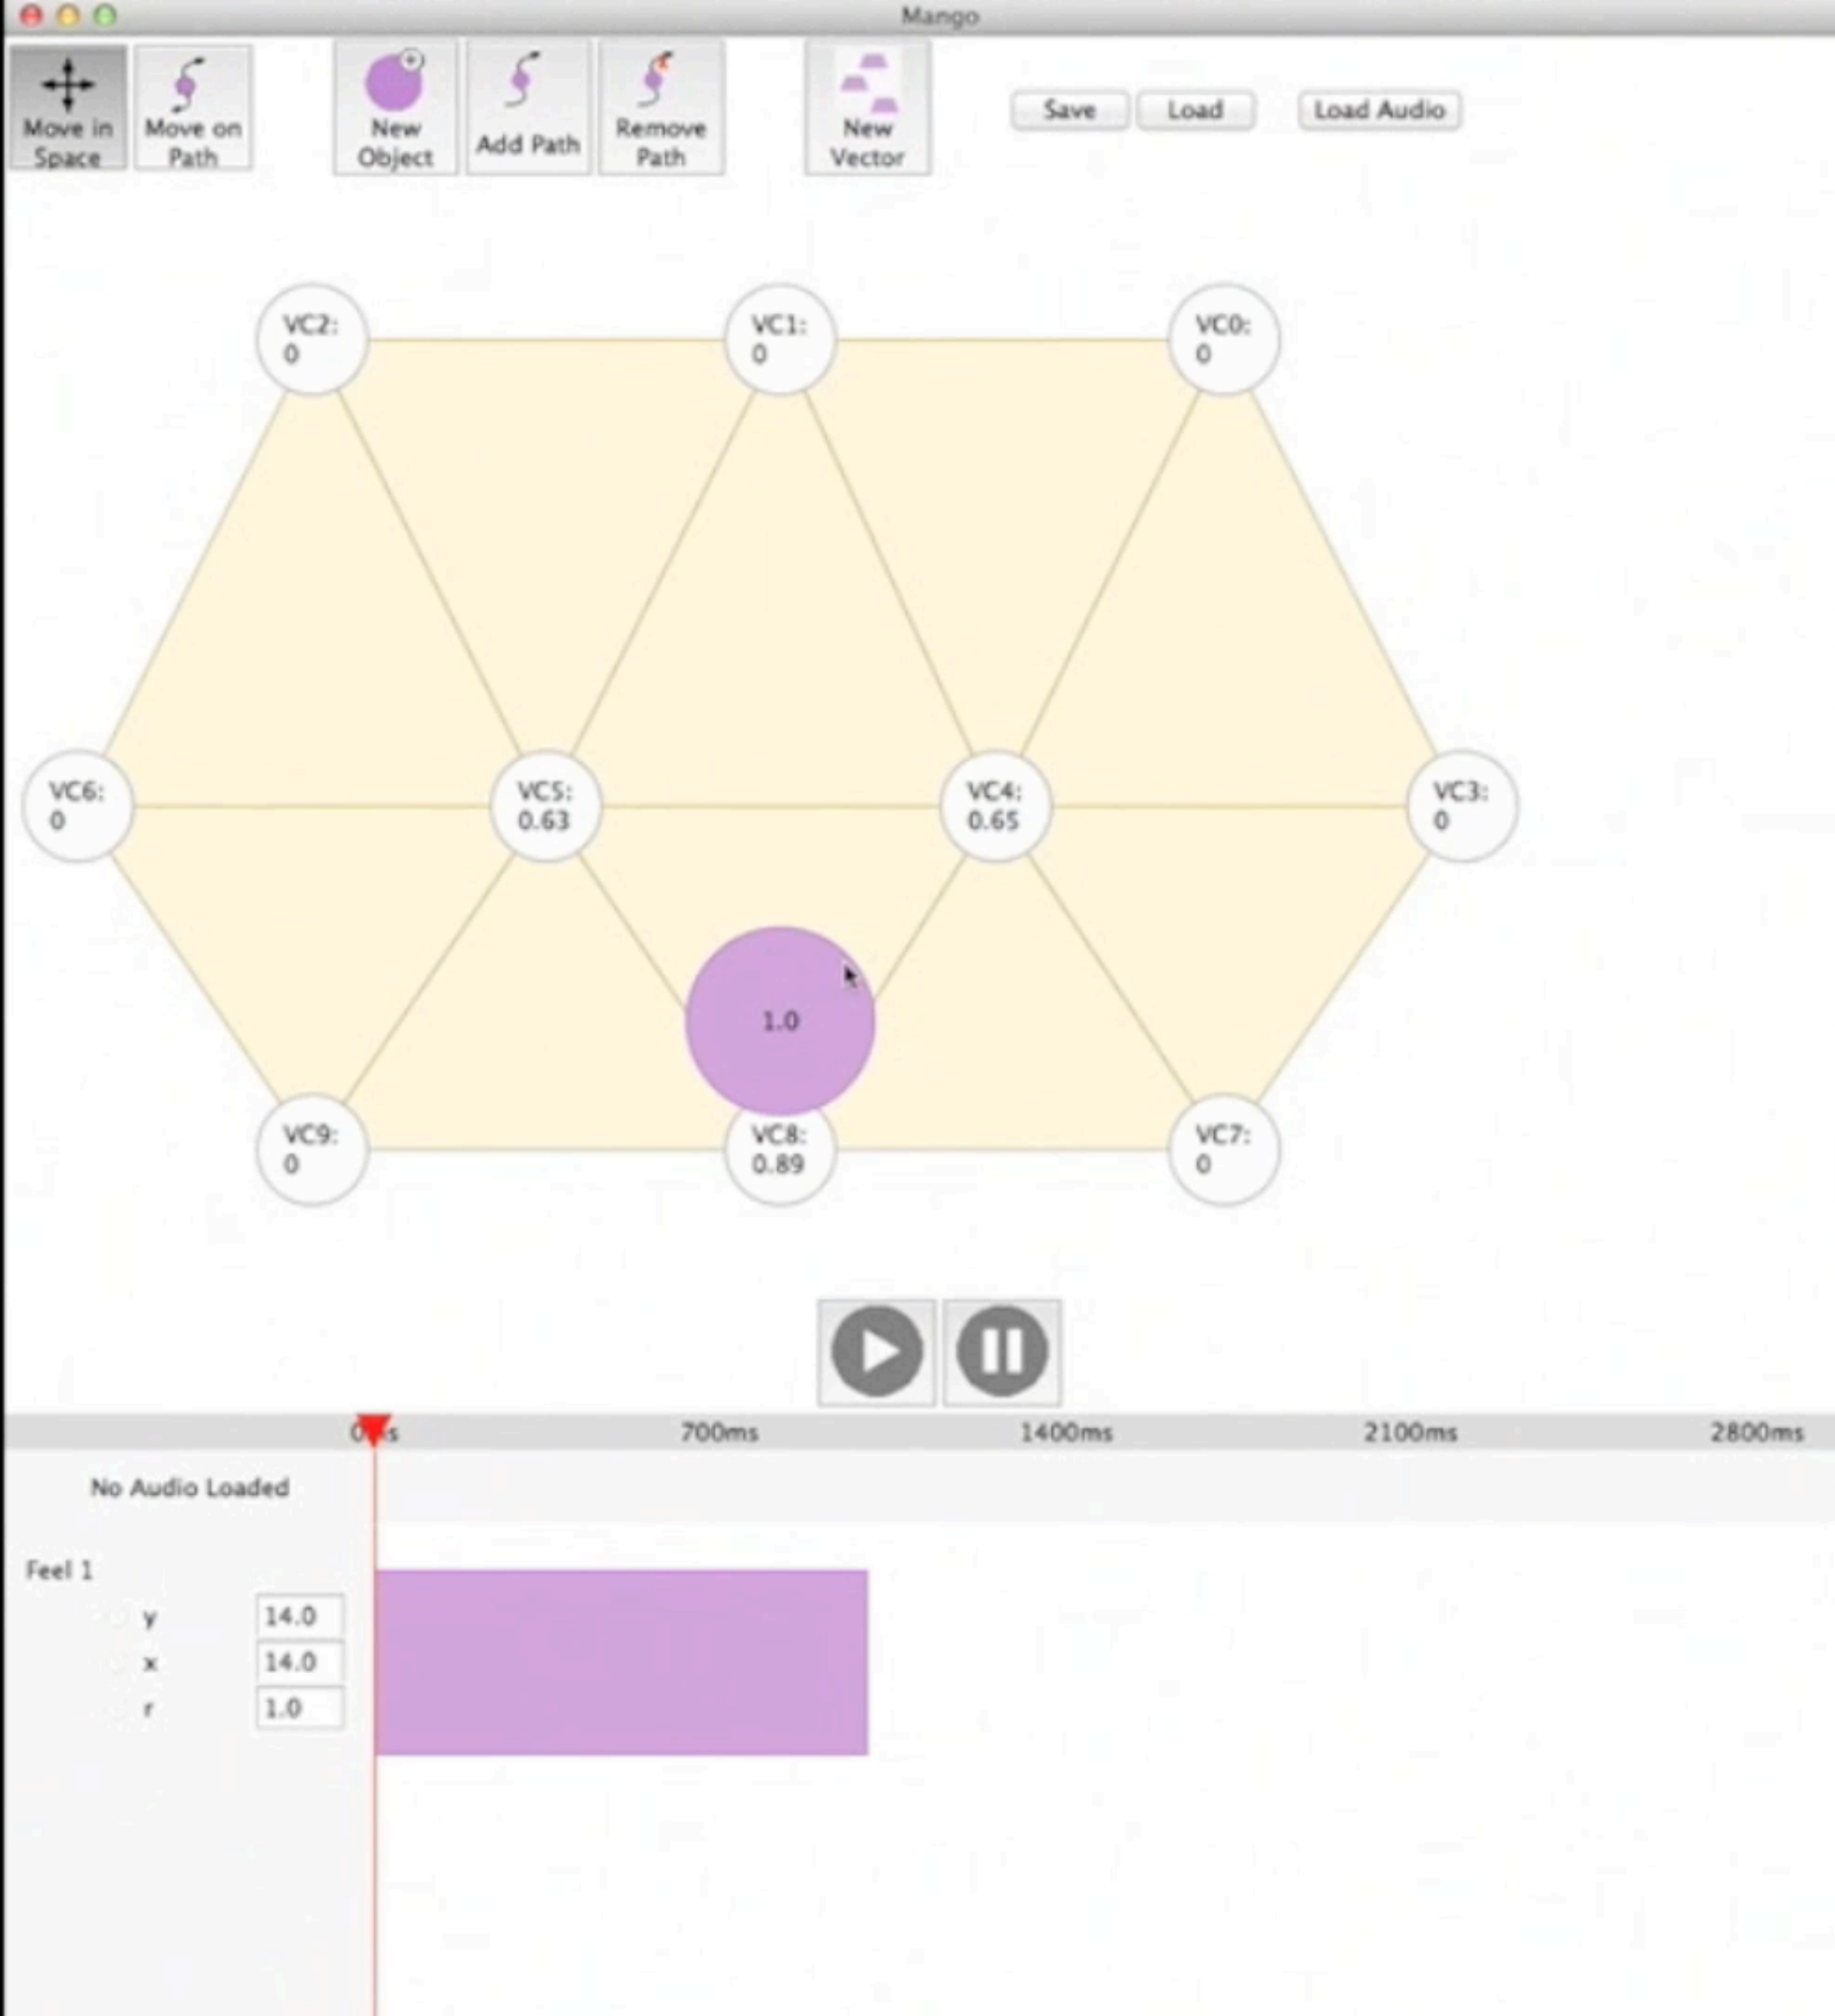 Mango
Move in
Space
Move on
Path
New
Object
Add Path
Remove
Path
New
Vector
Save
Load
Load Audio
VC2:
0
VC1:
0
VC0:
0
VC6:
0
VC5:
0.63
VC4:
0.65
VC3:
0
1.0
VC9:
0
VC8:
0.89
VC7:
0
700ms
1400ms
2100ms
2800ms
No Audio Loaded
Feel 1
y 14.0
x 14.0
r 1.0